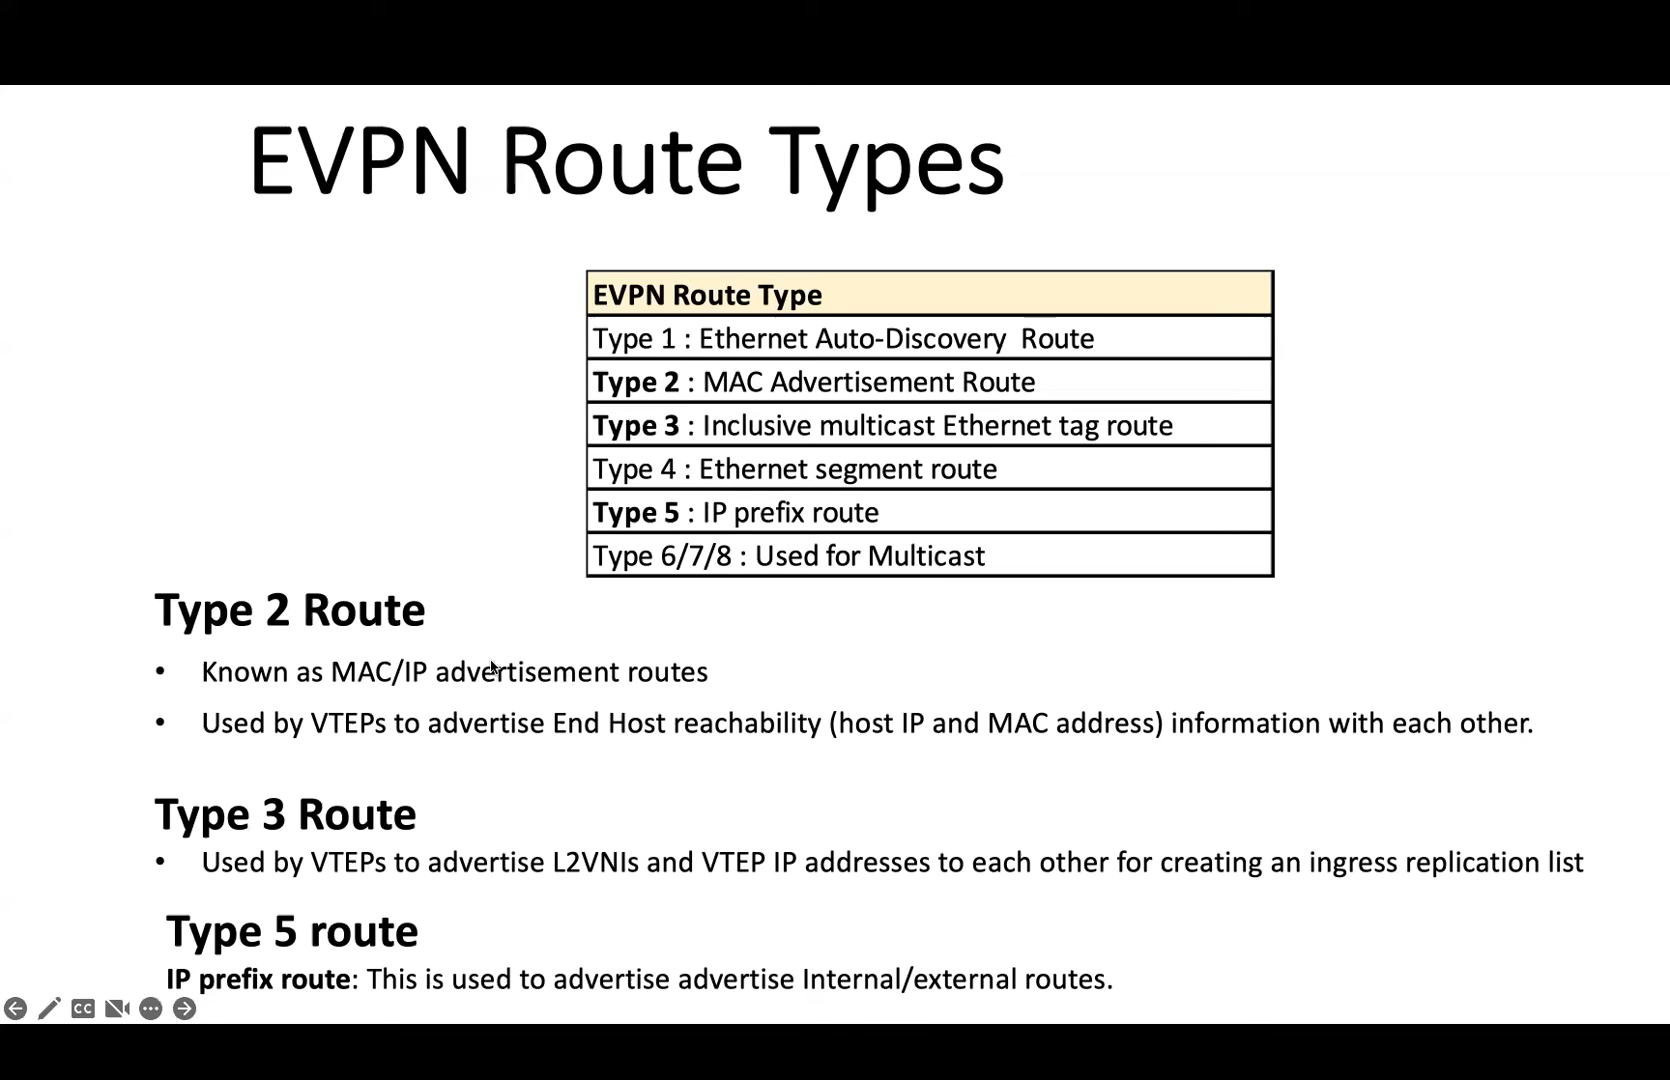 EVPN Route Types
EVPN Route Type
Type 1 : Ethernet Auto-Discovery  Route
Type 2 : MAC Advertisement Route
Type 3 : Inclusive multicast Ethernet tag route
Type 4 : Ethernet segment route
Type 5 : IP prefix route
Type 6/7/8 : Used for Multicast
Type 2 Route
• Known as MAC/IP advertisement routes
• Used by VTEPs to advertise End Host reachability (host IP and MAC address) information with each other.
Type 3 Route
• Used by VTEPs to advertise L2VNIs and VTEP IP addresses to each other for creating an ingress replication list
Type 5 route
IP prefix route: This is used to advertise advertise Internal/external routes.
CC